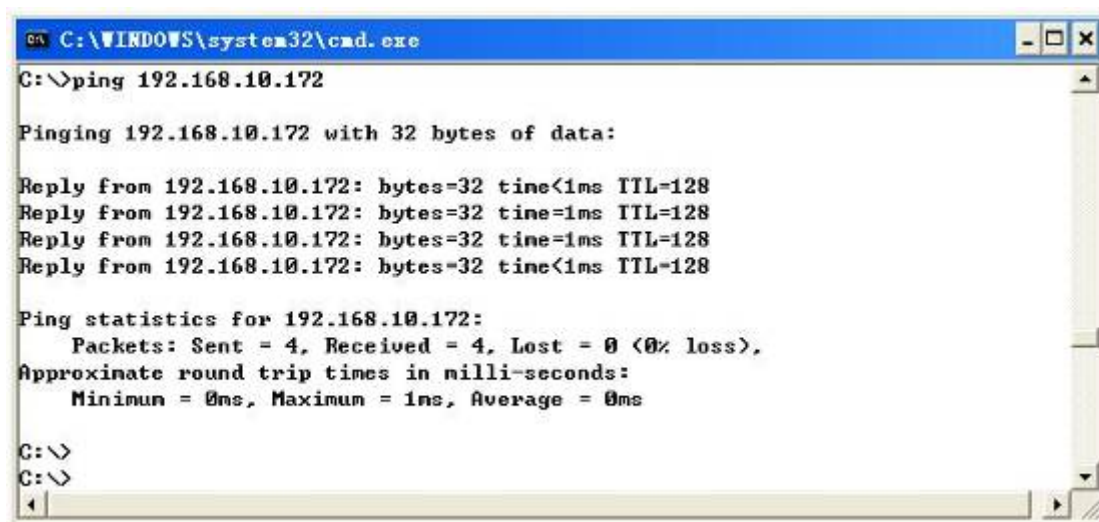 C:\WINDOWS\system32\cmd.exe
C:\>ping 192.168.10.172
Pinging 192.168.10.172 with 32 bytes of data:
Reply from 192.168.10.172: bytes=32 time<1ms TTL=128
Reply from 192.168.10.172: bytes=32 time=1ms TTL=128
Reply from 192.168.10.172: bytes=32 time=1ms TTL=128
Reply from 192.168.10.172: bytes=32 time<1ms TTL=128
Ping statistics for 192.168.10.172:
Packets: Sent = 4, Received = 4, Lost = 0 (0% loss),
Approximate round trip times in milli-seconds:
Minimum = 0ms, Maximum = 1ms, Average = 0ms
C:\>
C:\>